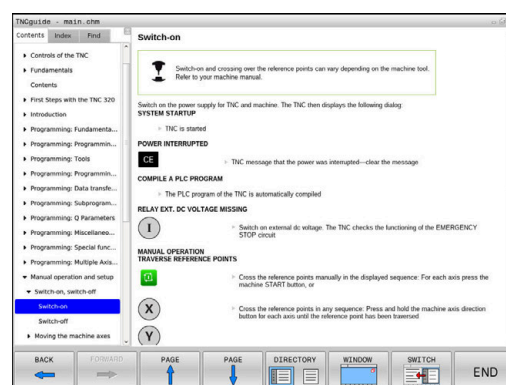 TNCguide - main.chm
Contents Index Find
Controls of the TNC
Fundamentals
Contents
First Steps with the TNC 320
Introduction
Programming: Fundamenta...
Programming: Programmin...
Programming: Tools
Programming: Programmin...
Programming: Data transfe...
Programming: Subprogram...
Programming: Q Parameters
Programming: Miscellaneo...
Programming: Special func...
Programming: Multiple Axis...
Manual operation and setup
Switch-on, switch-off
Switch-on
Switch-off
Moving the machine axes
Switch-on
Switch-on and crossing over the reference points can vary depending on the machine tool.
Refer to your machine manual.
Switch on the power supply for TNC and machine. The TNC then displays the following dialog:
SYSTEM STARTUP
TNC is started
POWER INTERRUPTED
CE
TNC message that the power was interrupted—clear the message
COMPILE A PLC PROGRAM
The PLC program of the TNC is automatically compiled
RELAY EXT. DC VOLTAGE MISSING
I
Switch on external dc voltage. The TNC checks the functioning of the EMERGENCY
STOP circuit
MANUAL OPERATION
TRAVERSE REFERENCE POINTS
Cross the reference points manually in the displayed sequence: For each axis press the
machine START button, or
X
Cross the reference points in any sequence: Press and hold the machine axis direction
button for each axis until the reference point has been traversed
Y
BACK FORWARD PAGE PAGE DIRECTORY WINDOW SWITCH END